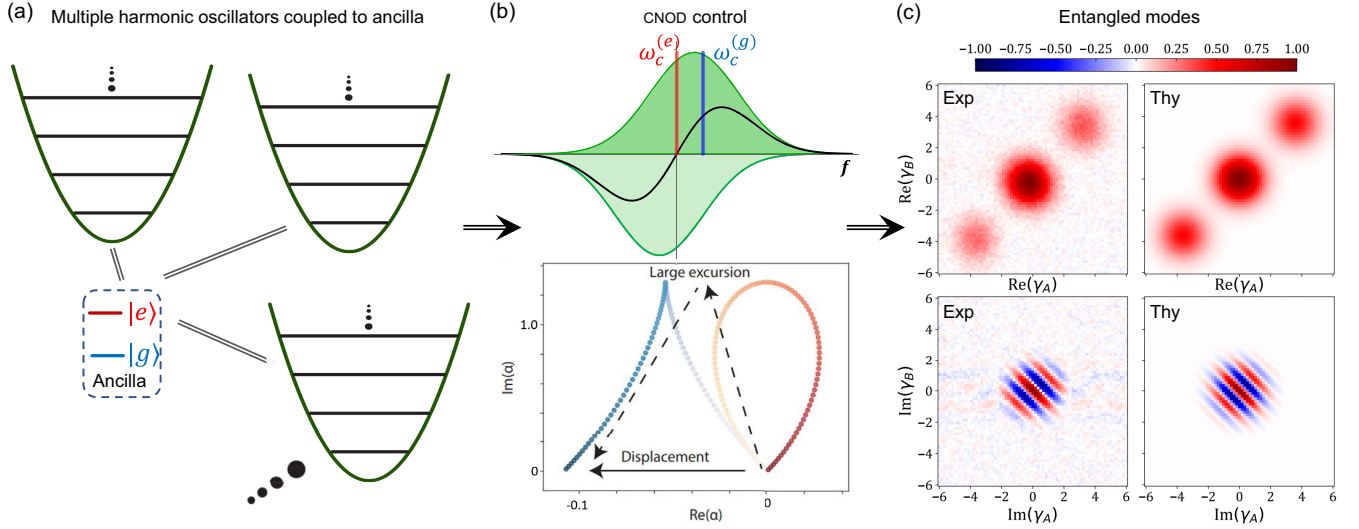 (a)
Multiple harmonic oscillators coupled to ancilla
|e⟩
|g⟩
Ancilla
(b)
CNOD control
ω_c^(e)
ω_c^(g)
f
Large excursion
1.0
Im(α)
Displacement
0
-0.1
0
Re(α)
(c)
Entangled modes
−1.00 −0.75 −0.50 −0.25 0.00 0.25 0.50 0.75 1.00
Exp
Thy
6
4
2
0
−2
−4
−6
Re(γ_B)
Re(γ_A)
Re(γ_A)
Exp
Thy
6
4
2
0
−2
−4
−6
Im(γ_B)
−6 −4 −2 0 2 4 6
−6 −4 −2 0 2 4 6
Im(γ_A)
Im(γ_A)